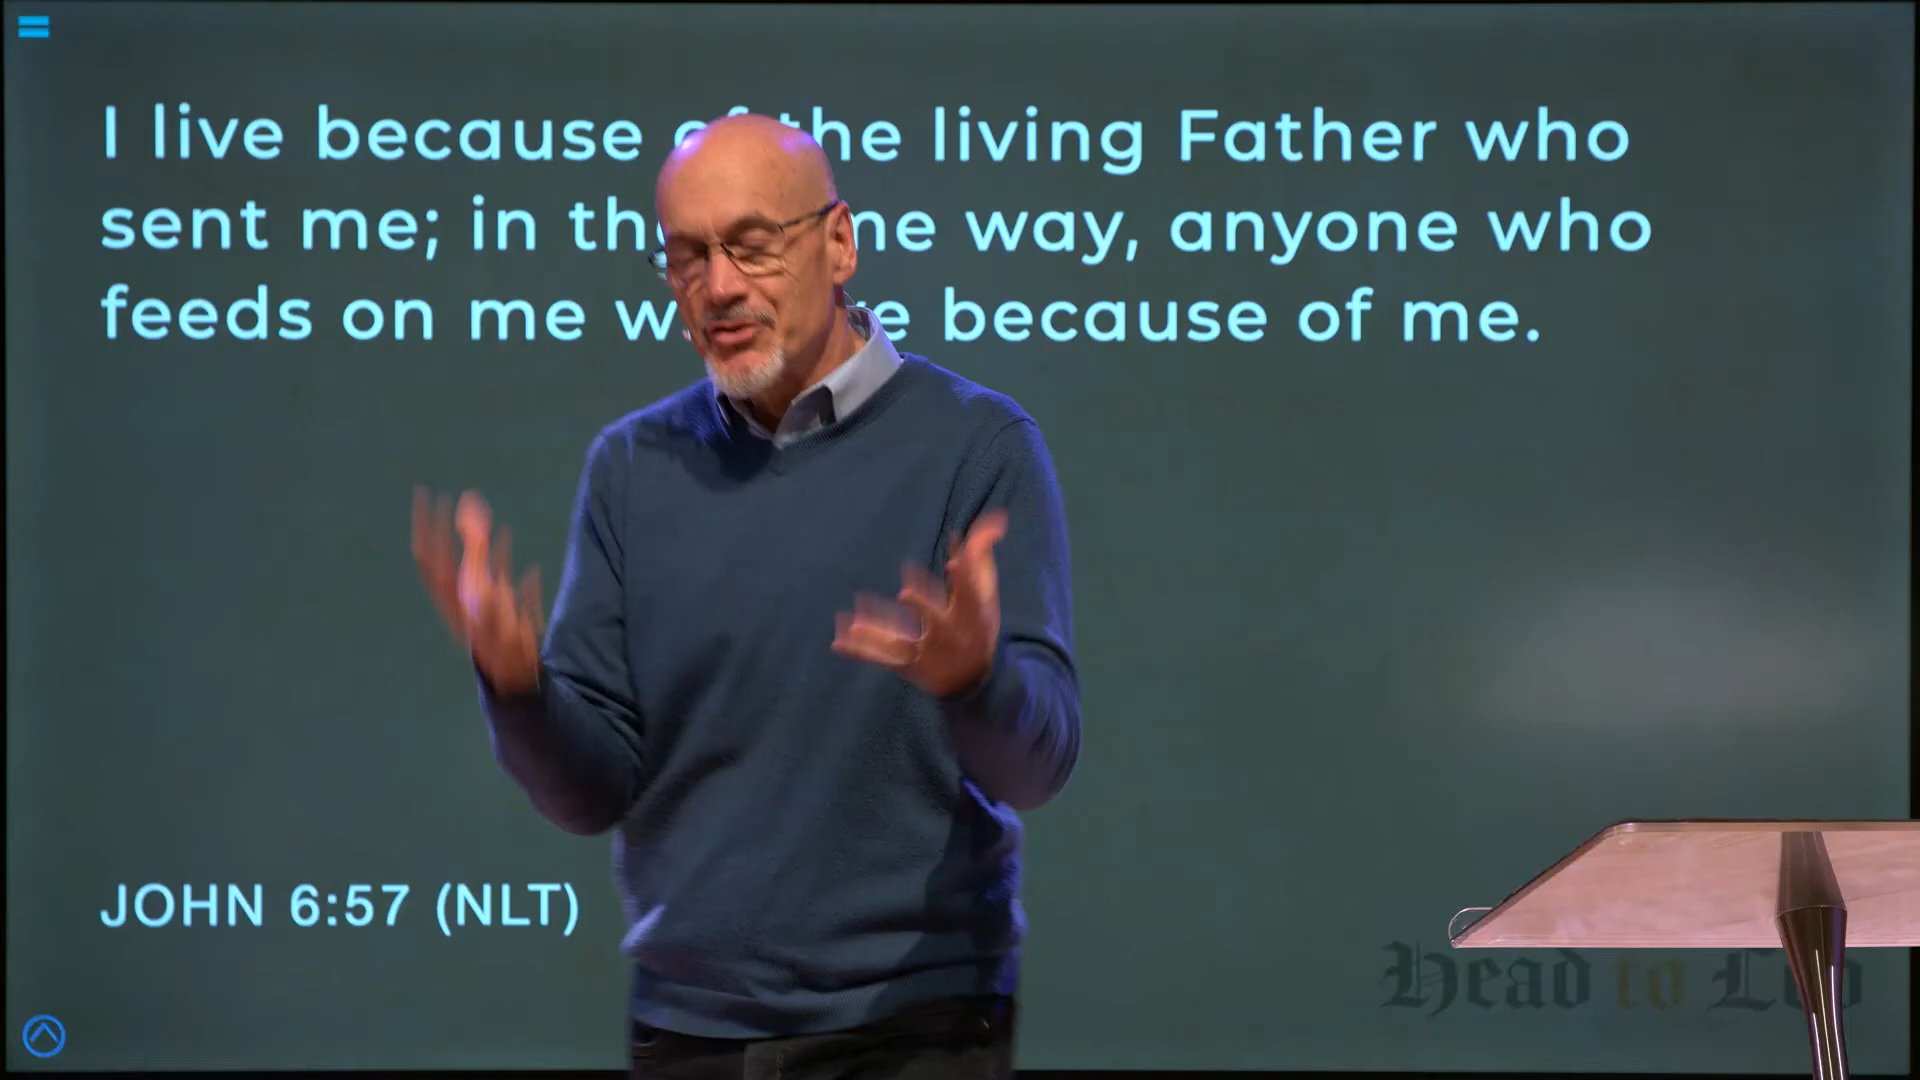 I live because the living Father who
sent me; in way, anyone who
feeds on me because of me.
JOHN 6:57 (NLT)
Head to